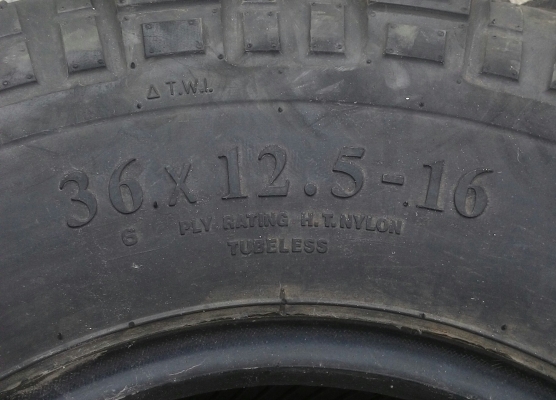 △ T.W.I.
36 x 12.5-16
6 PLY. RATING H.T. NYLON
TUBELESS